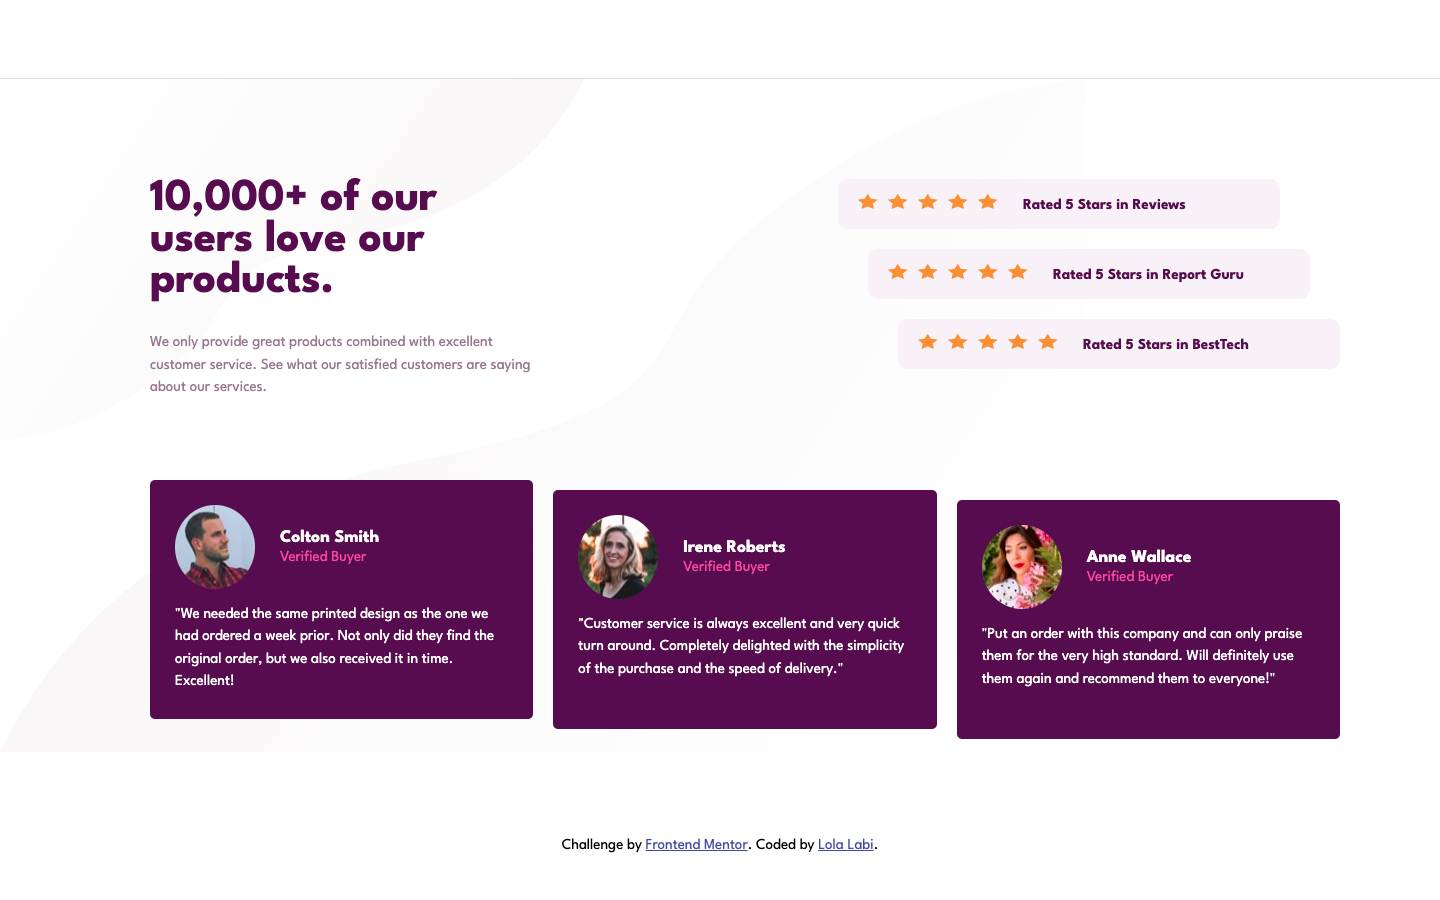 10,000+ of our
users love our
products.
We only provide great products combined with excellent
customer service. See what our satisfied customers are saying
about our services.
Rated 5 Stars in Reviews
Rated 5 Stars in Report Guru
Rated 5 Stars in BestTech
Colton Smith
Verified Buyer
"We needed the same printed design as the one we
had ordered a week prior. Not only did they find the
original order, but we also received it in time.
Excellent!
Irene Roberts
Verified Buyer
"Customer service is always excellent and very quick
turn around. Completely delighted with the simplicity
of the purchase and the speed of delivery."
Anne Wallace
Verified Buyer
"Put an order with this company and can only praise
them for the very high standard. Will definitely use
them again and recommend them to everyone!"
Challenge by Frontend Mentor. Coded by Lola Labi.